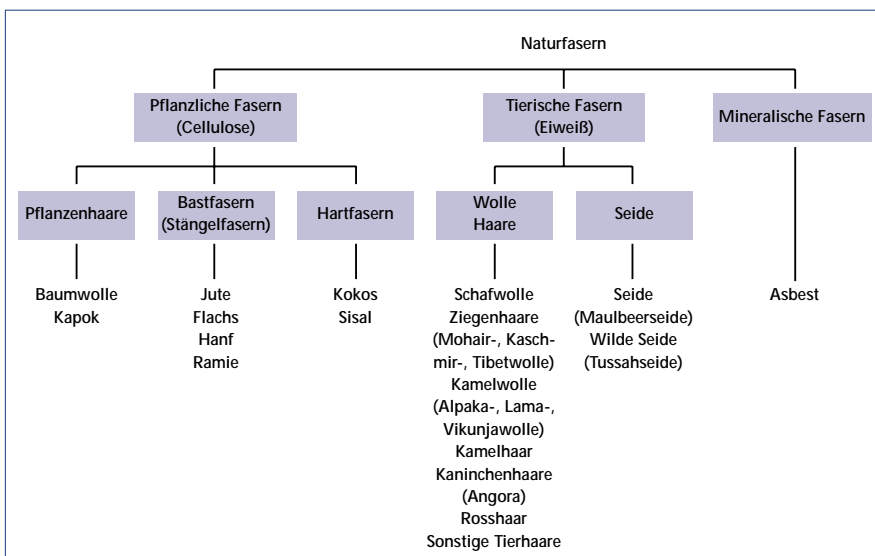 Naturfasern
Pflanzliche Fasern
(Cellulose)
Tierische Fasern
(Eiweiß)
Mineralische Fasern
Pflanzenhaare
Bastfasern
(Stängelfasern)
Hartfasern
Wolle
Haare
Seide
Baumwolle
Kapok
Jute
Flachs
Hanf
Ramie
Kokos
Sisal
Schafwolle
Ziegenhaare
(Mohair-, Kasch-
mir-, Tibetwolle)
Kamelwolle
(Alpaka-, Lama-,
Vikunjawolle)
Kamelhaar
Kaninchenhaare
(Angora)
Rosshaar
Sonstige Tierhaare
Seide
(Maulbeerseide)
Wilde Seide
(Tussahseide)
Asbest